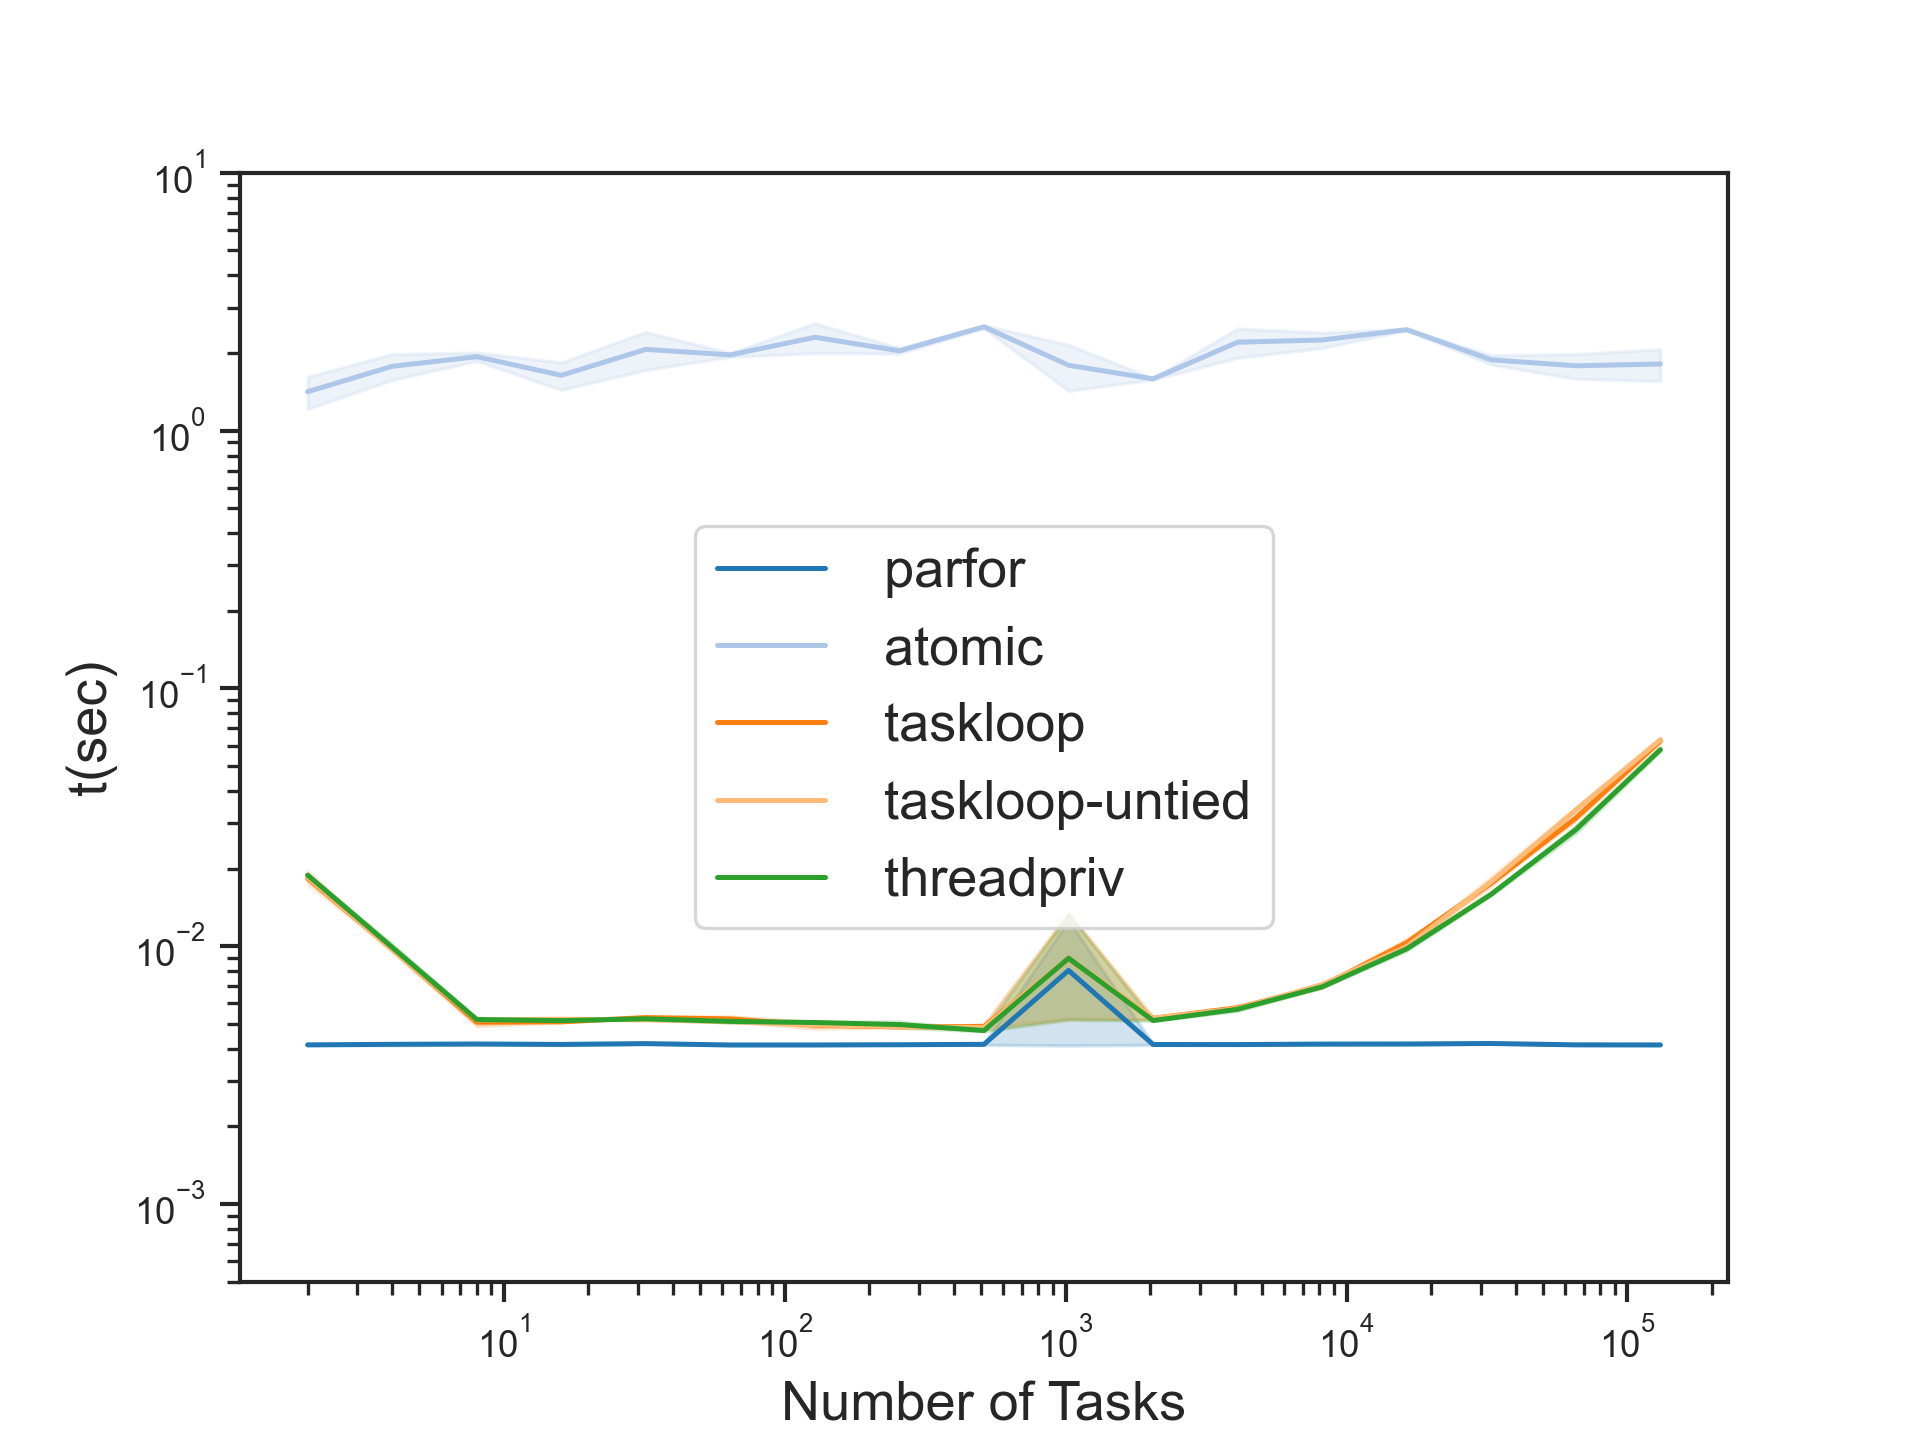 10^1
10^0
10^−1
10^−2
10^−3
t(sec)
parfor
atomic
taskloop
taskloop-untied
threadpriv
10^1 10^2 10^3 10^4 10^5
Number of Tasks